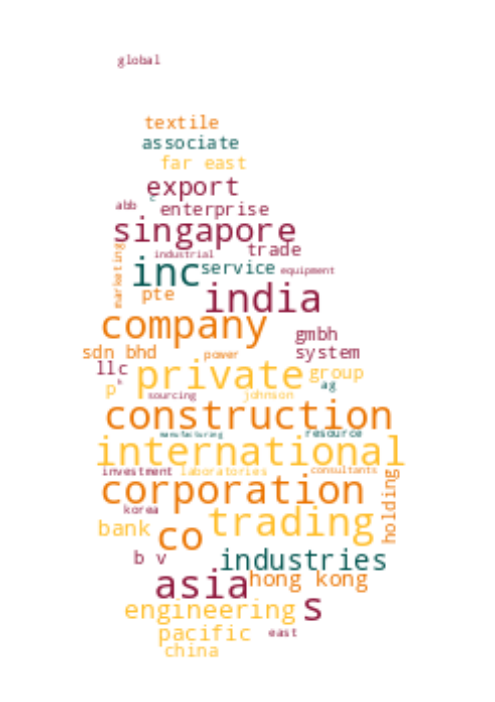 global
textile
associate
far east
export
c
abb
enterprise
singapore
trade
marketing
industrial
inc
service
equipment
pte
india
company
gmbh
sdn bhd
power
system
llc
private
group
h
ag
p
sourcing
johnson
construction
manufacturing
resource
international
investment
laboratories
consultants
corporation
holding
korea
bank
co
trading
b v
industries
asia
hong kong
engineering
s
pacific
east
china